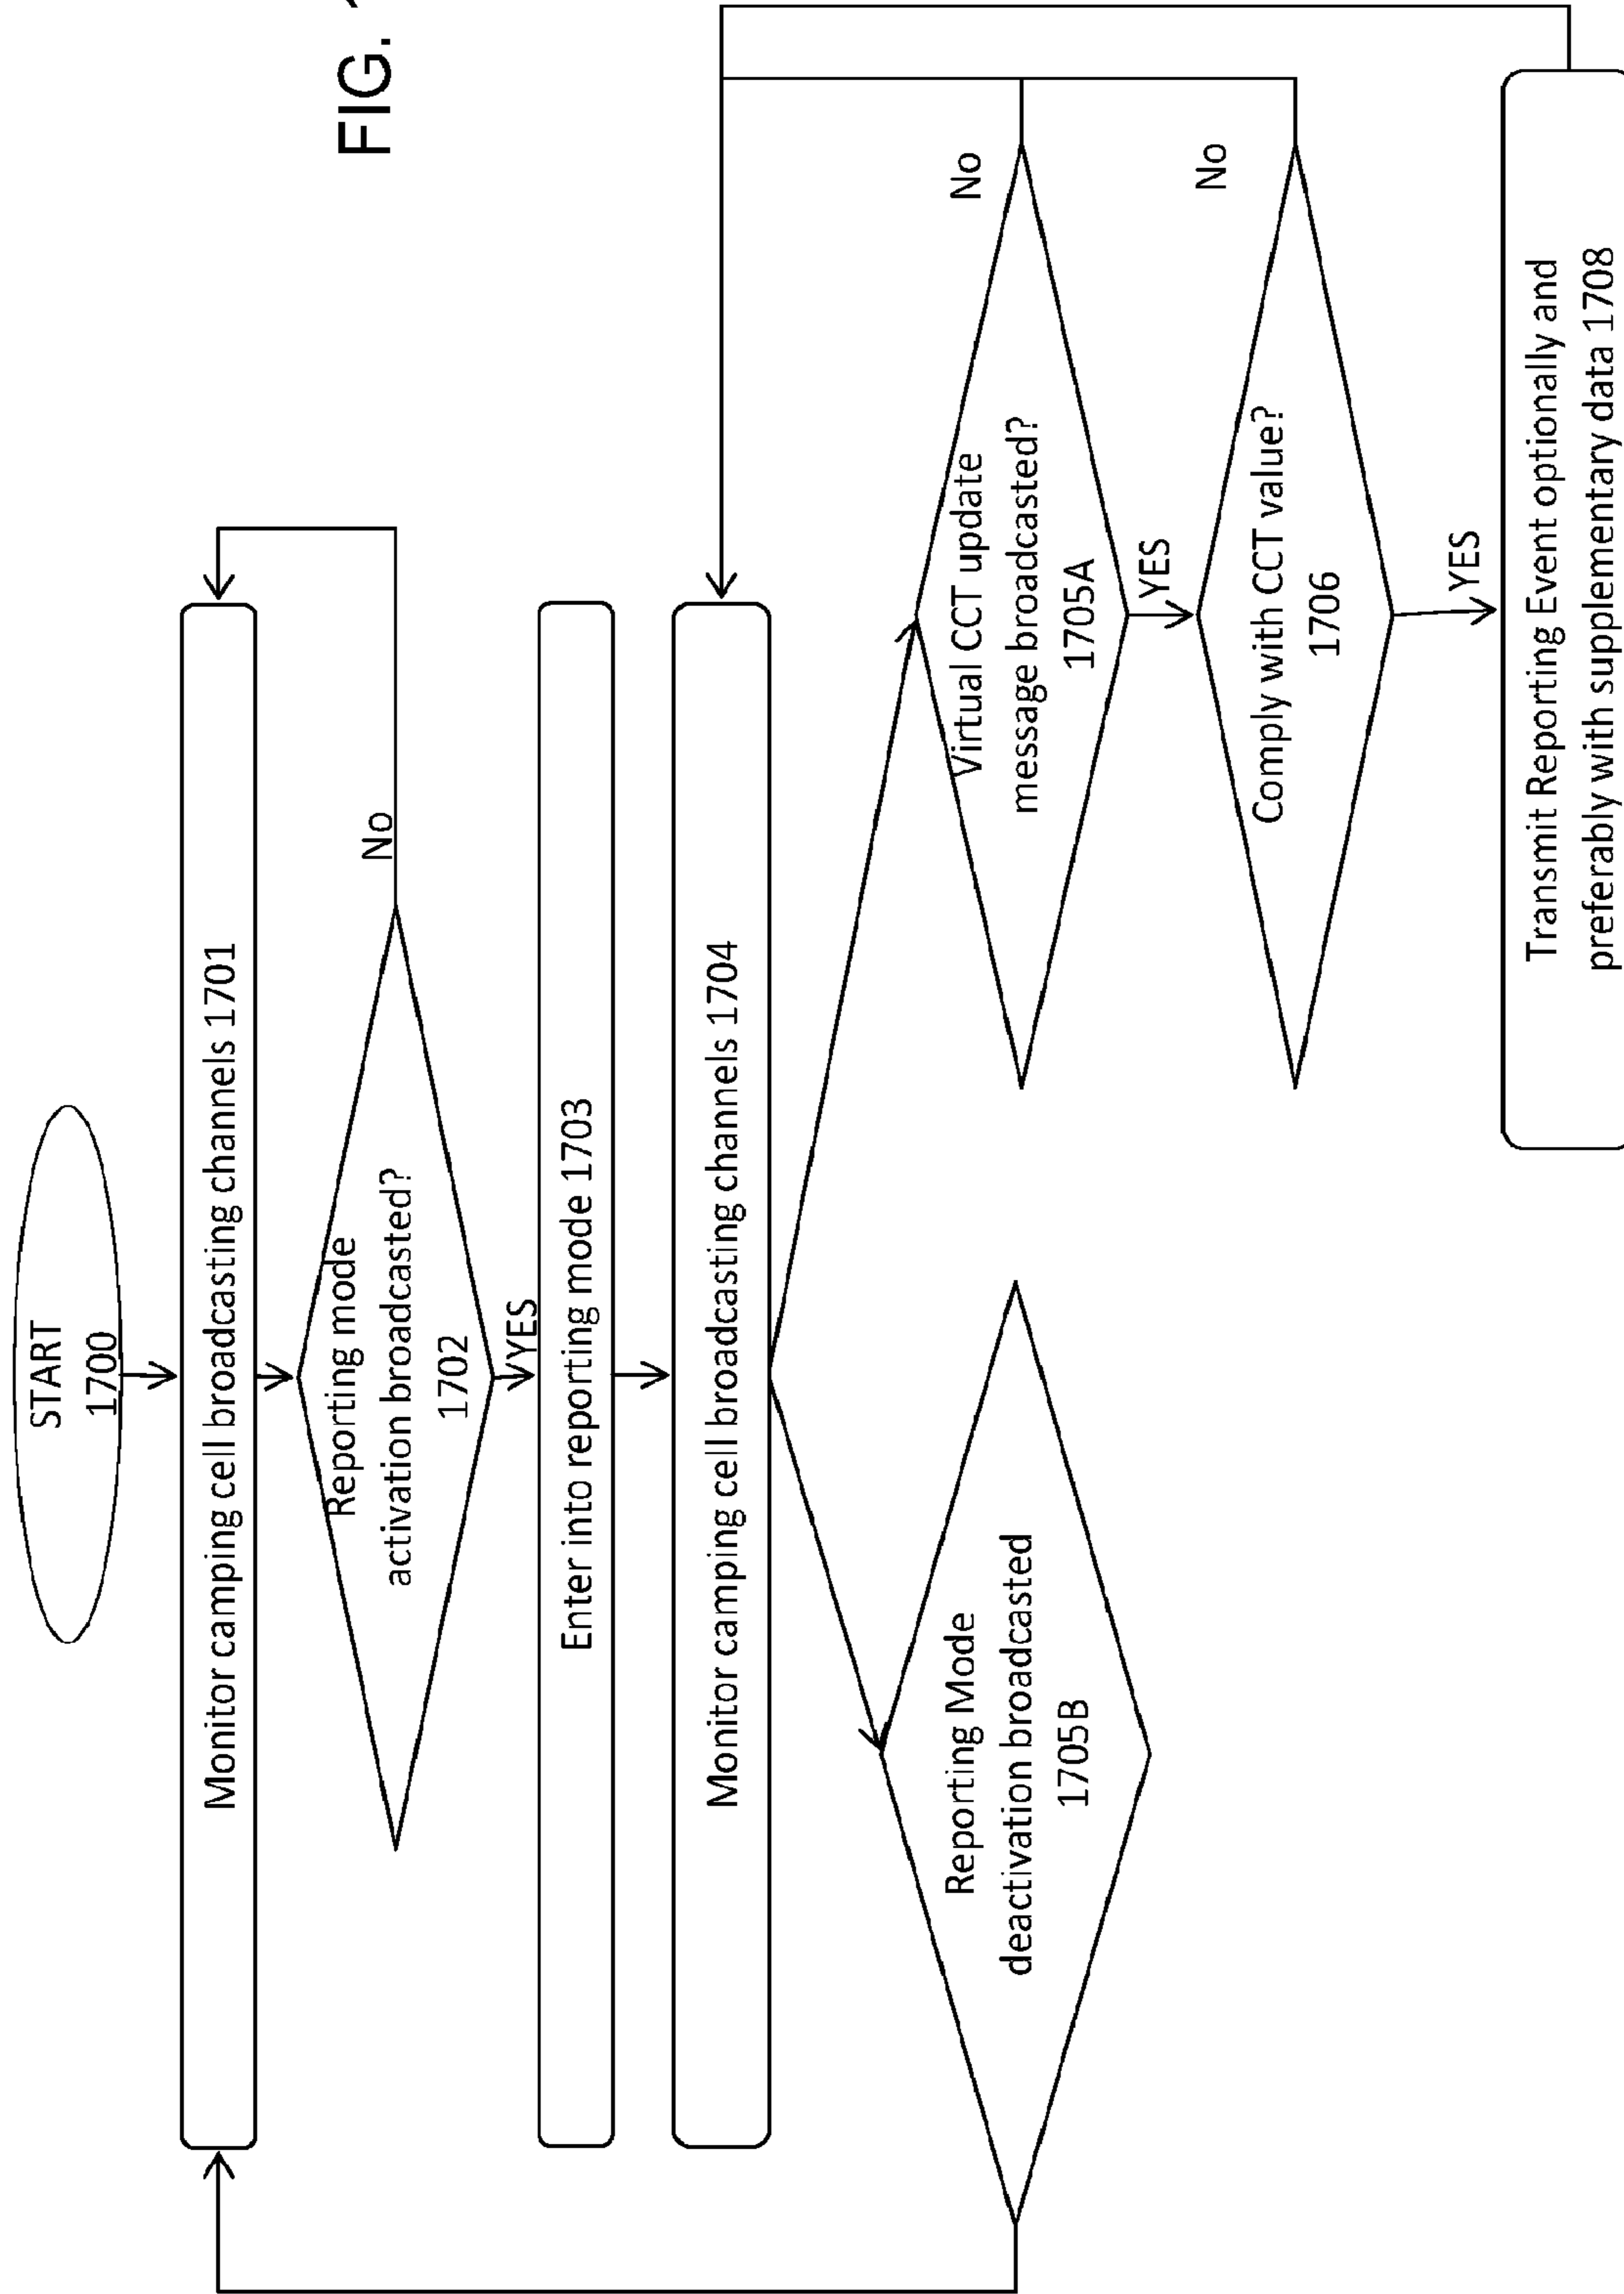 FIG.
START
1700
Monitor camping cell broadcasting channels 1701
Reporting mode
activation broadcasted?
1702
No
YES
Enter into reporting mode 1703
Monitor camping cell broadcasting channels 1704
Reporting Mode
deactivation broadcasted
1705B
Virtual CCT update
message broadcasted?
1705A
No
YES
Comply with CCT value?
1706
No
YES
Transmit Reporting Event optionally and
preferably with supplementary data 1708